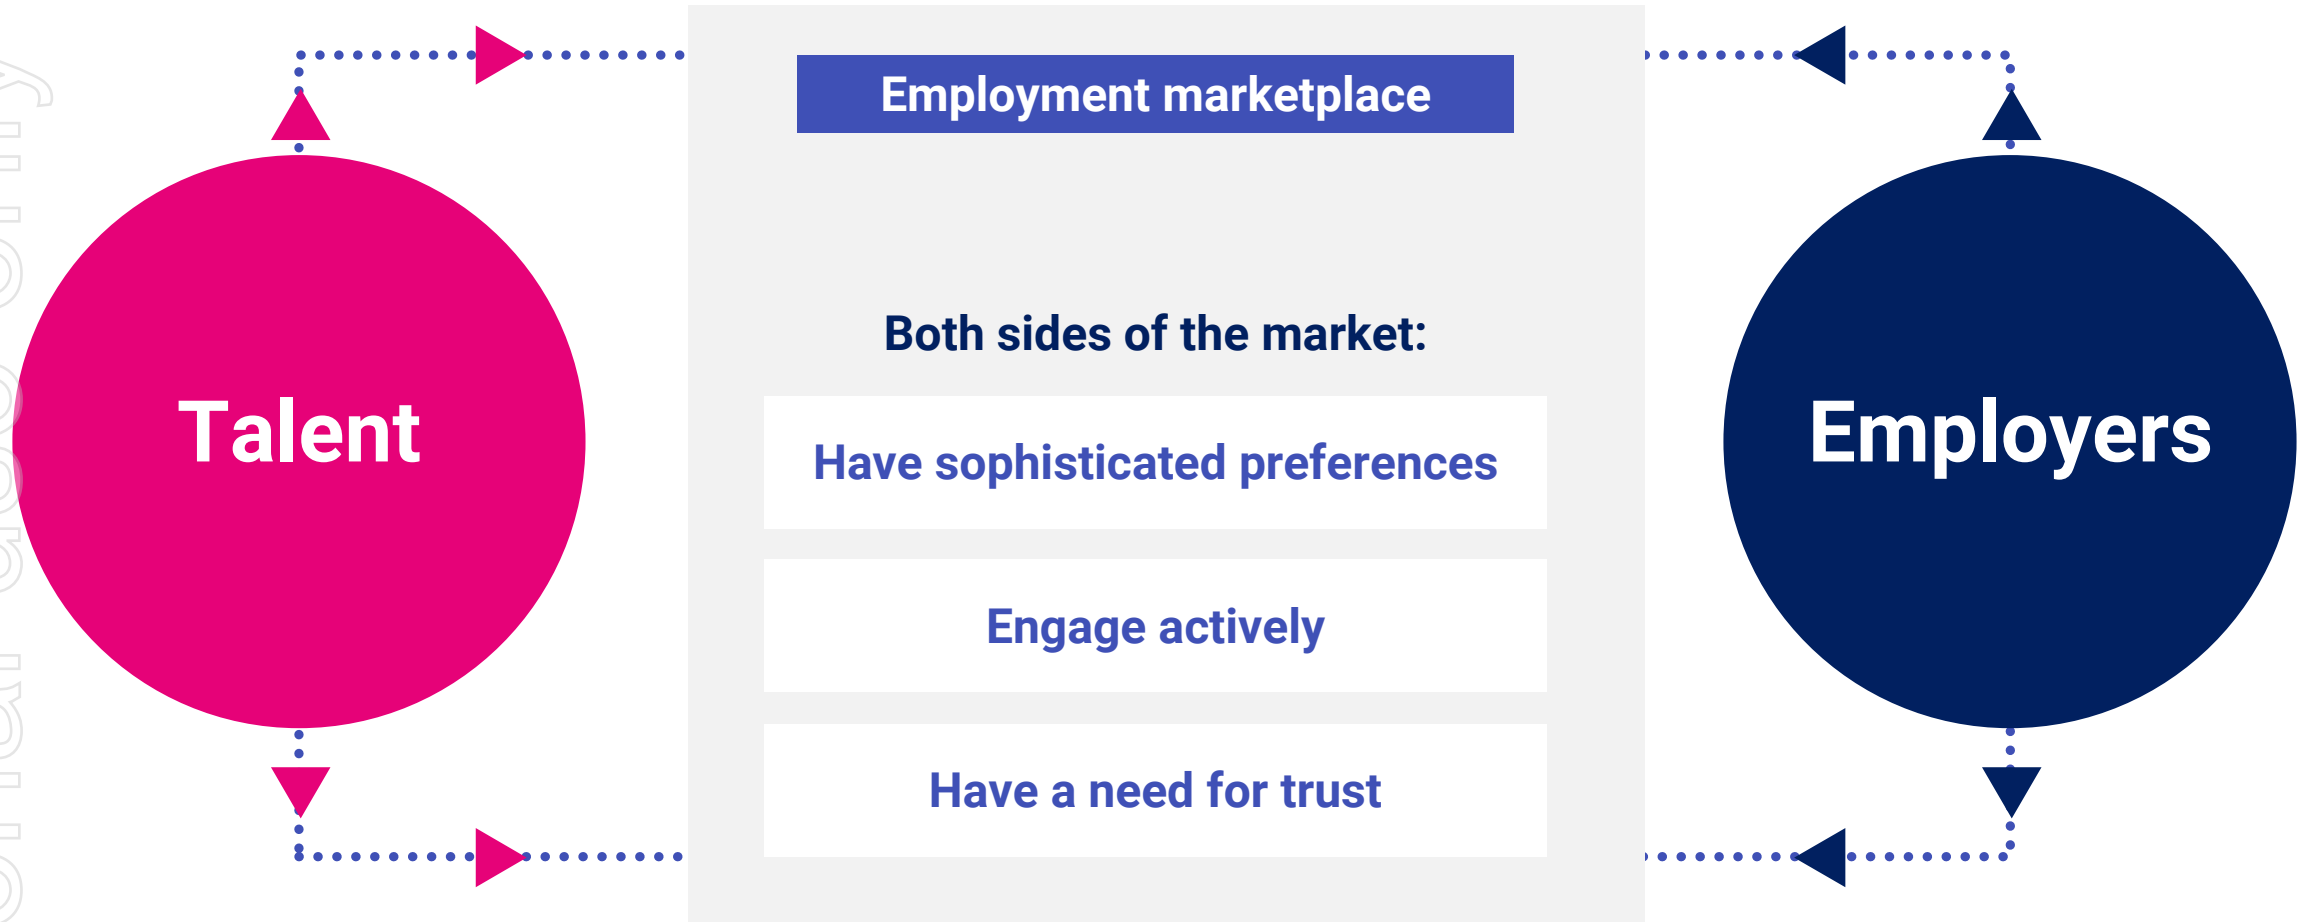 Employment marketplace
Both sides of the market:
Talent
Have sophisticated preferences
Employers
Engage actively
Have a need for trust